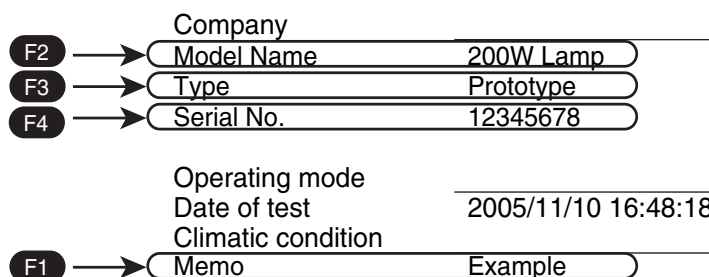 Company
F2 Model Name 200W Lamp
F3 Type Prototype
F4 Serial No. 12345678
Operating mode
Date of test 2005/11/10 16:48:18
Climatic condition
F1 Memo Example